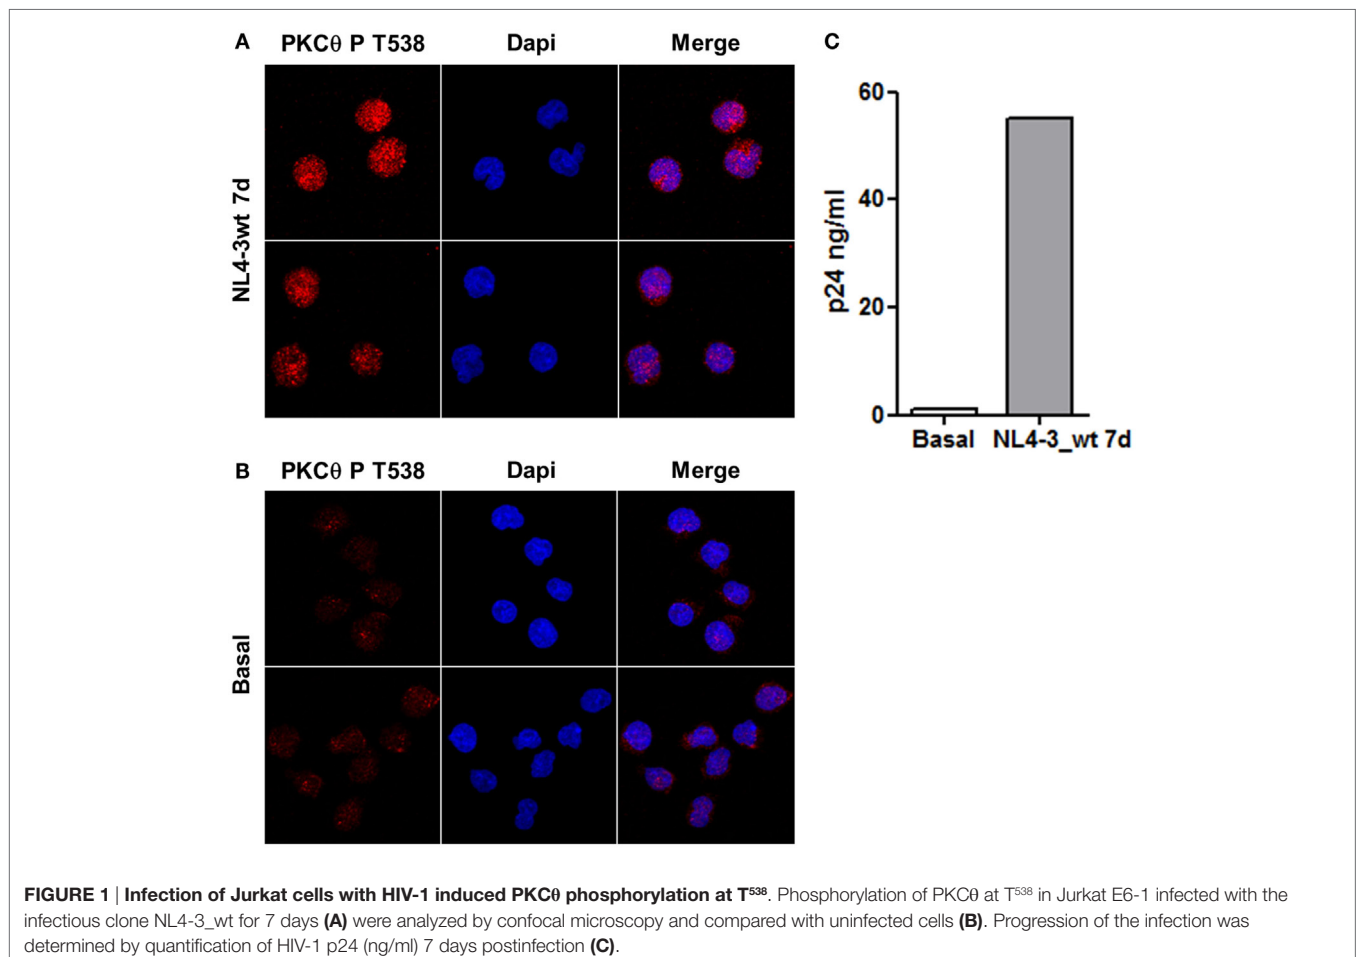 A
PKCθ P T538 Dapi Merge
NL4-3wt 7d
B
PKCθ P T538 Dapi Merge
Basal
C
p24 ng/ml
60
40
20
0
Basal NL4-3_wt 7d
FIGURE 1 | Infection of Jurkat cells with HIV-1 induced PKCθ phosphorylation at T⁵³⁸. Phosphorylation of PKCθ at T⁵³⁸ in Jurkat E6-1 infected with the
infectious clone NL4-3_wt for 7 days (A) were analyzed by confocal microscopy and compared with uninfected cells (B). Progression of the infection was
determined by quantification of HIV-1 p24 (ng/ml) 7 days postinfection (C).